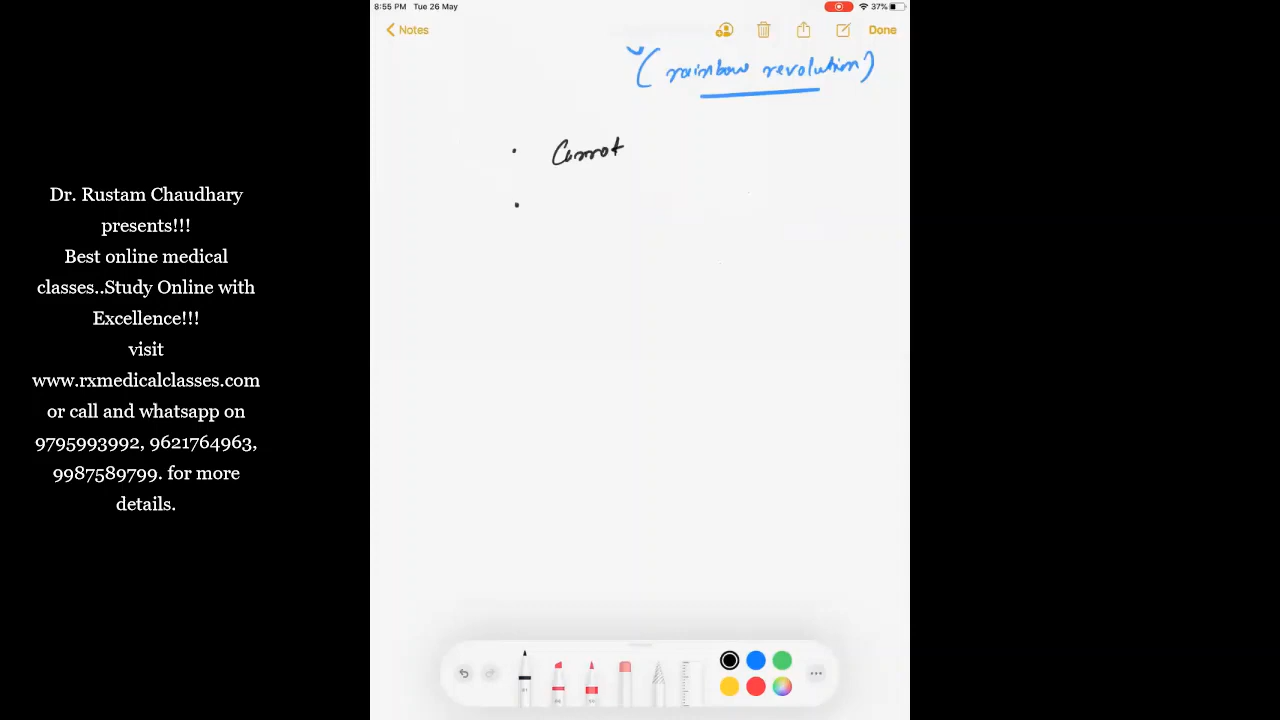 8:55 PM Tue 26 May
37%
Notes
Done
(rainbow revolution)
Carrot
Dr. Rustam Chaudhary
presents!!!
Best online medical
classes..Study Online with
Excellence!!!
visit
www.rxmedicalclasses.com
or call and whatsapp on
9795993992, 9621764963,
9987589799. for more
details.